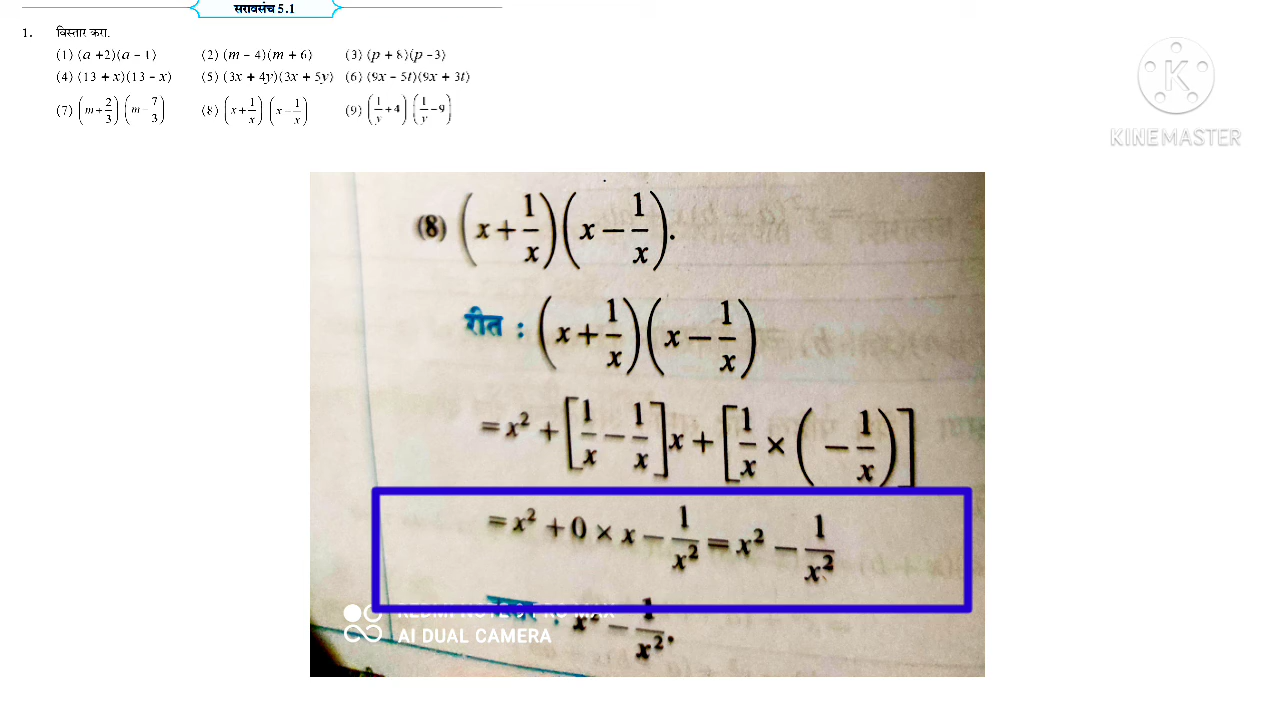 सरावसंच 5.1
1. विस्तार करा.
(1) (a +2)(a – 1) (2) (m – 4)(m + 6) (3) (p + 8)(p –3)
(4) (13 + x)(13 – x) (5) (3x + 4y)(3x + 5y) (6) (9x – 5t)(9x + 3t)
(7) (m+2/3)(m–7/3) (8) (x+1/x)(x–1/x) (9) (1/y+4)(1/y–9)
K
KINEMASTER
(8) (x+1/x)(x–1/x).
रीत : (x+1/x)(x–1/x)
=x²+[1/x–1/x]x+[1/x×(–1/x)]
=x²+0×x–1/x²=x²–1/x²
: x²–1/x².
AI DUAL CAMERA